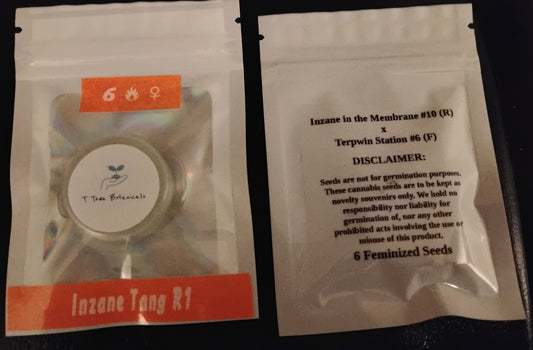 6
T Tree Botanicals
Inzane Tang R1
Inzane in the Membrane #10 (R)
x
Terpwin Station #6 (F)
DISCLAIMER:
Seeds are not for germination purposes.
These cannabis seeds are to be kept as
novelty souvenirs only. We hold no
responsibility nor liability for
germination of, nor any other
prohibited acts involving the use or
misuse of this product.
6 Feminized Seeds